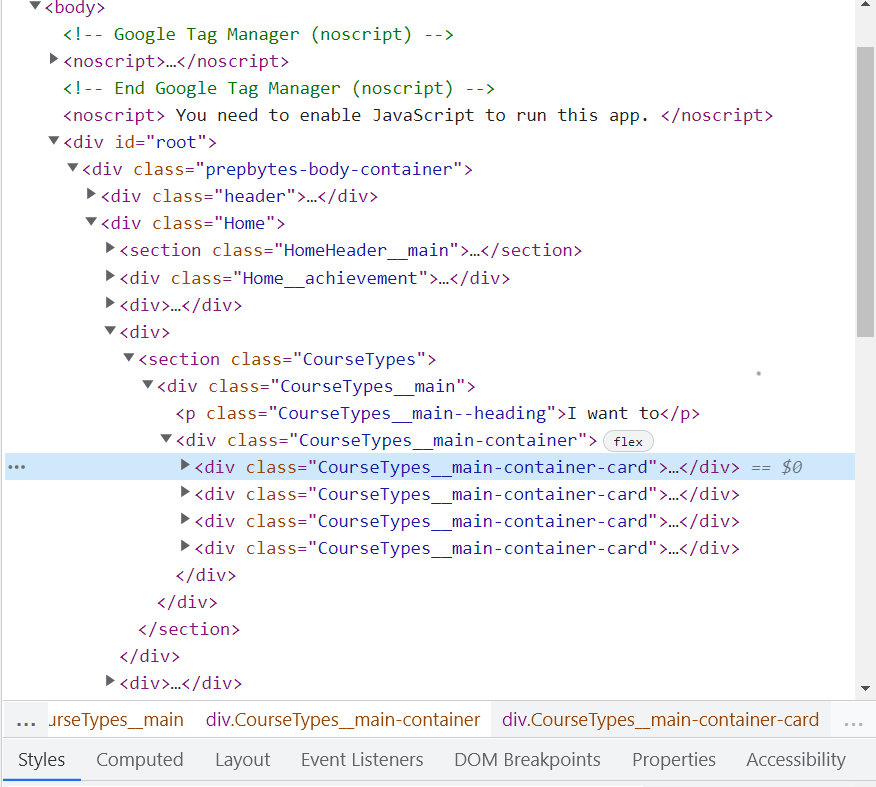 <body>
<!-- Google Tag Manager (noscript) -->
<noscript>…</noscript>
<!-- End Google Tag Manager (noscript) -->
<noscript> You need to enable JavaScript to run this app. </noscript>
<div id="root">
<div class="prepbytes-body-container">
<div class="header">…</div>
<div class="Home">
<section class="HomeHeader__main">…</section>
<div class="Home__achievement">…</div>
<div>…</div>
<div>
<section class="CourseTypes">
<div class="CourseTypes__main">
<p class="CourseTypes__main--heading">I want to</p>
<div class="CourseTypes__main-container"> flex
<div class="CourseTypes__main-container-card">…</div> == $0
<div class="CourseTypes__main-container-card">…</div>
<div class="CourseTypes__main-container-card">…</div>
<div class="CourseTypes__main-container-card">…</div>
</div>
</div>
</section>
</div>
<div>…</div>
... urseTypes__main div.CourseTypes__main-container div.CourseTypes__main-container-card ...
Styles Computed Layout Event Listeners DOM Breakpoints Properties Accessibility